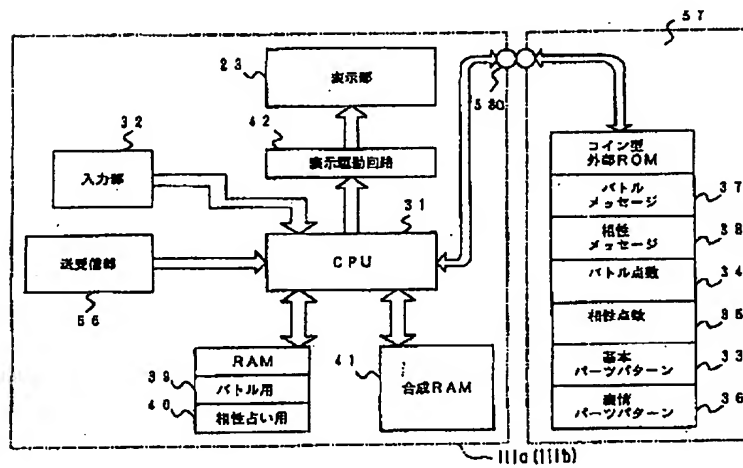 57
23
表示部
580
42
表示駆動回路
32
入力部
31
CPU
送受信部
56
コイン型
外部ROM
バトル
メッセージ
37
相性
メッセージ
38
バトル点数
34
相性点数
35
基本
パーツパターン
33
表情
パーツパターン
36
RAM
39
バトル用
40
相性占い用
41
合成RAM
111a(111b)